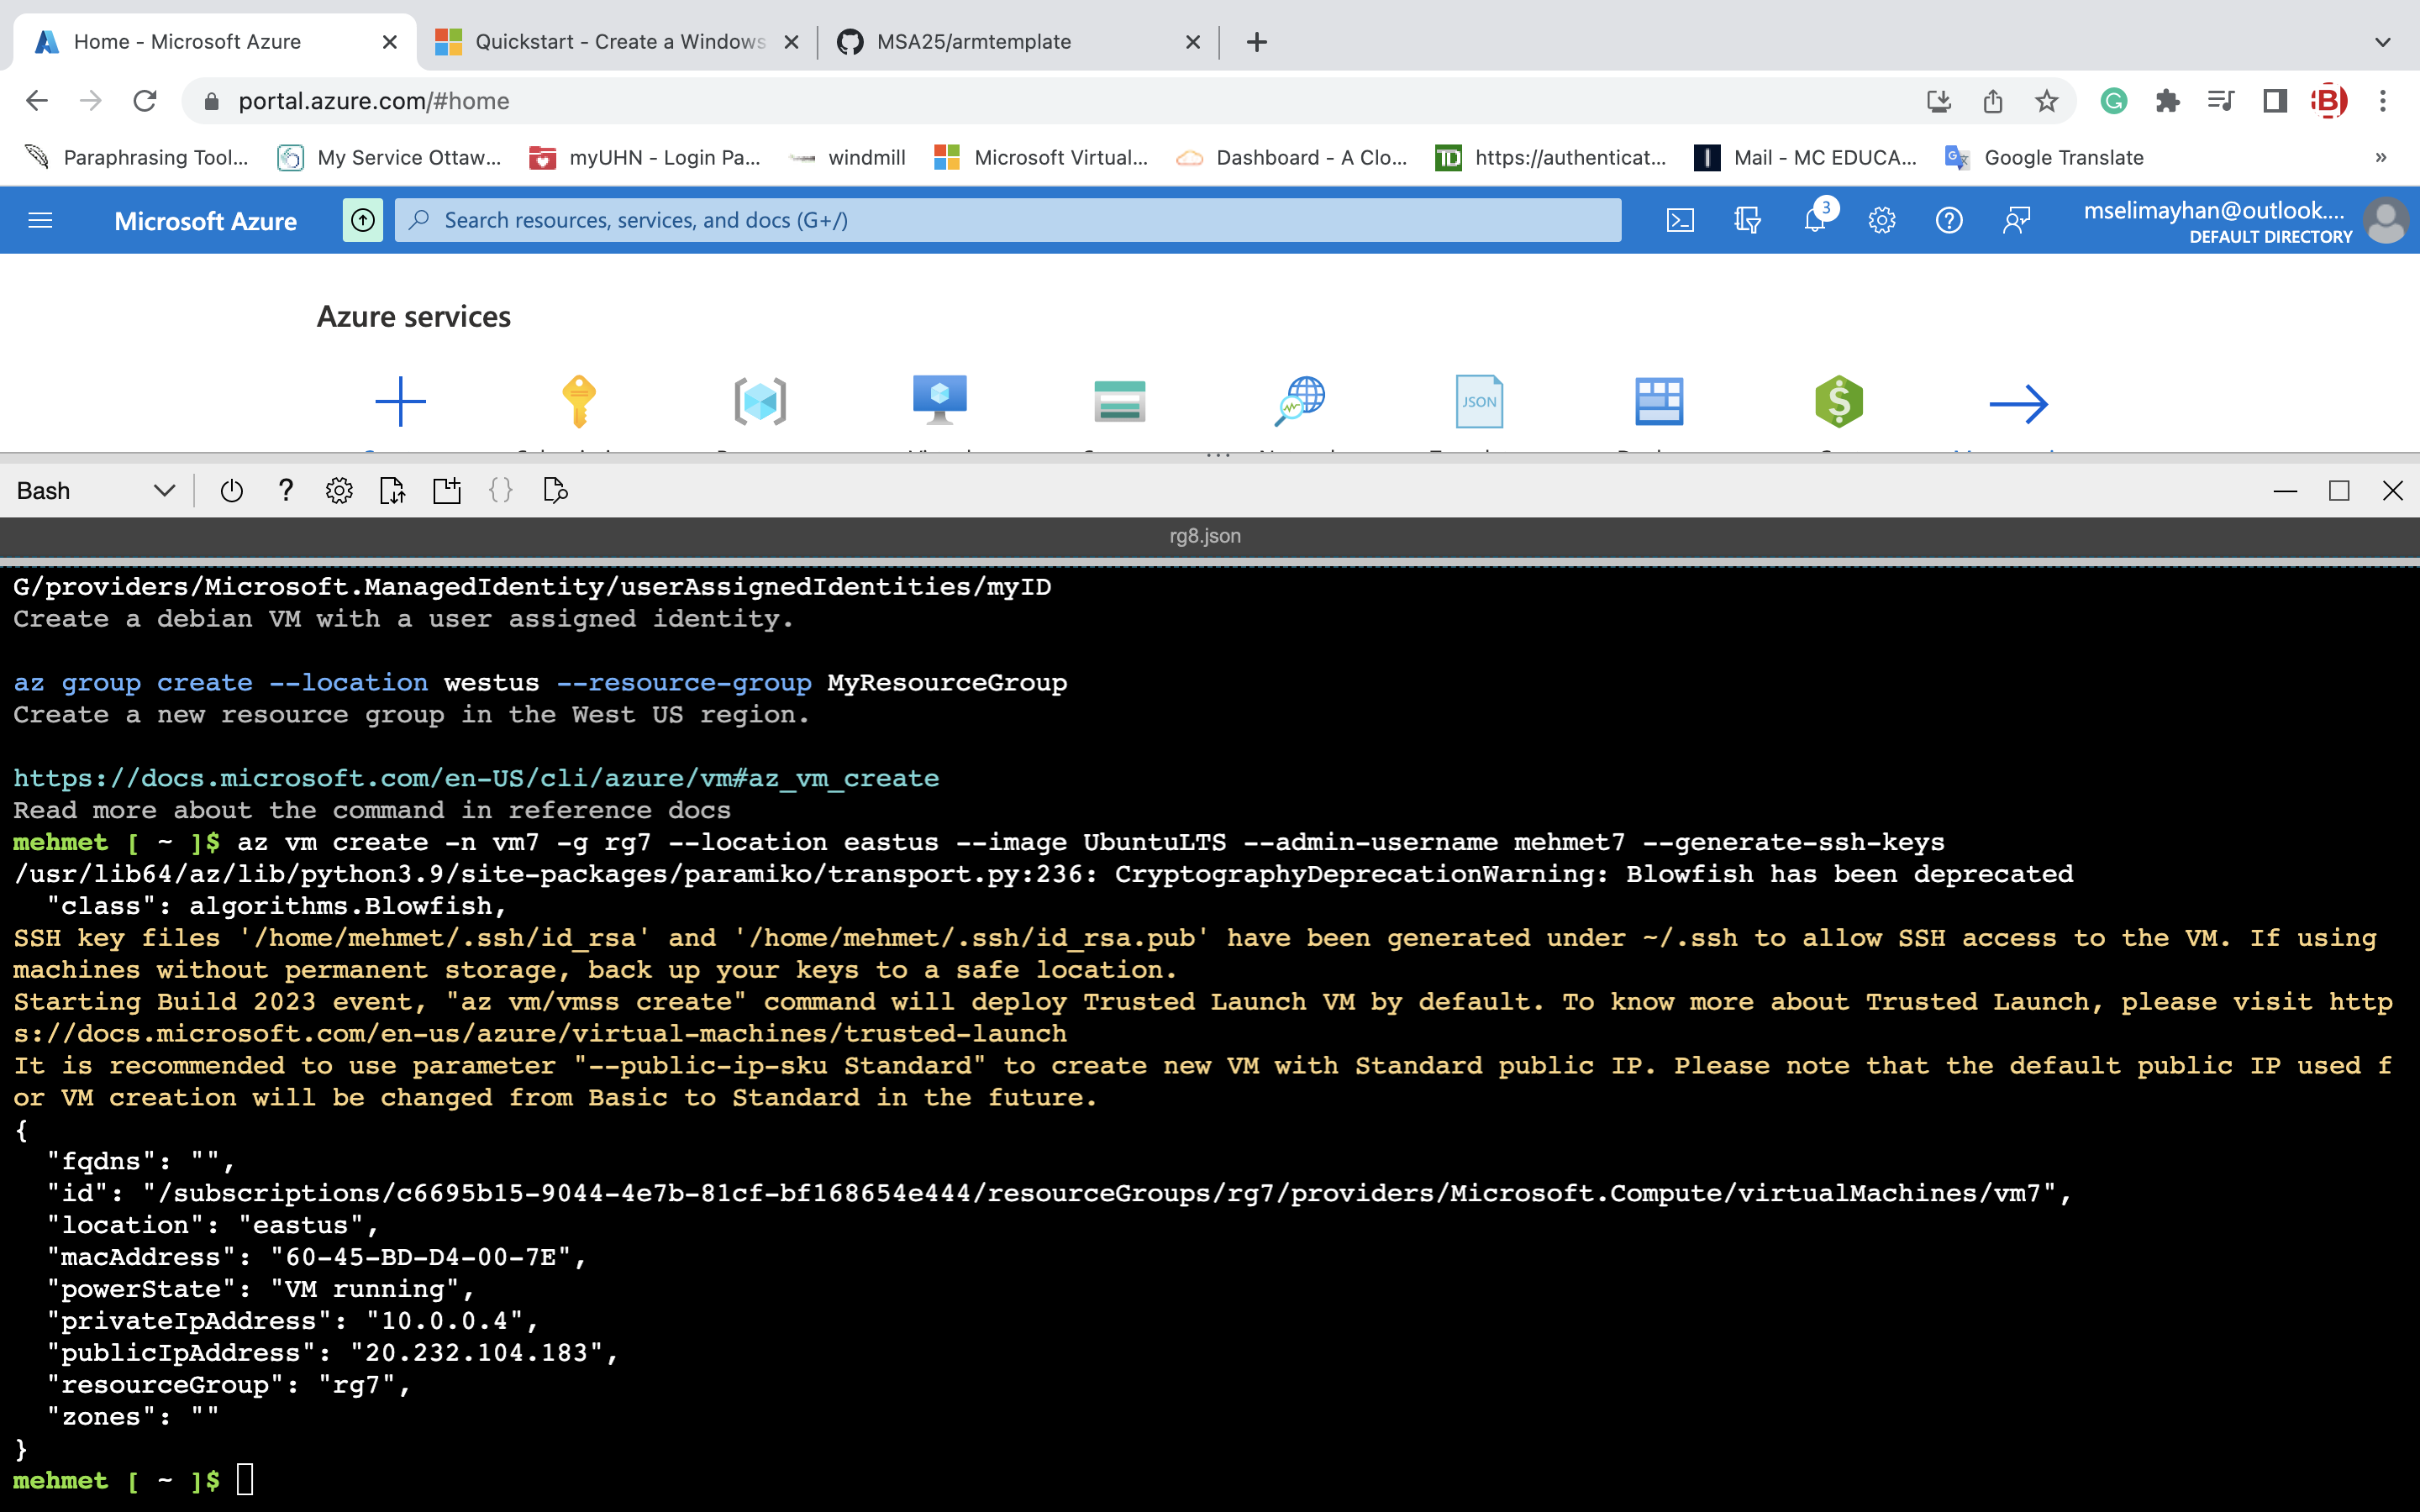 Home - Microsoft Azure
Quickstart - Create a Windows
MSA25/armtemplate
portal.azure.com/#home
Paraphrasing Tool...
My Service Ottaw...
myUHN - Login Pa...
windmill
Microsoft Virtual...
Dashboard - A Clo...
TD
https://authenticat...
Mail - MC EDUCA...
Google Translate
»
Microsoft Azure
Search resources, services, and docs (G+/)
3
mselimayhan@outlook....
DEFAULT DIRECTORY
Azure services
JSON
Bash
rg8.json
G/providers/Microsoft.ManagedIdentity/userAssignedIdentities/myID
Create a debian VM with a user assigned identity.
az group create --location westus --resource-group MyResourceGroup
Create a new resource group in the West US region.
https://docs.microsoft.com/en-US/cli/azure/vm#az_vm_create
Read more about the command in reference docs
mehmet [ ~ ]$ az vm create -n vm7 -g rg7 --location eastus --image UbuntuLTS --admin-username mehmet7 --generate-ssh-keys
/usr/lib64/az/lib/python3.9/site-packages/paramiko/transport.py:236: CryptographyDeprecationWarning: Blowfish has been deprecated
"class": algorithms.Blowfish,
SSH key files '/home/mehmet/.ssh/id_rsa' and '/home/mehmet/.ssh/id_rsa.pub' have been generated under ~/.ssh to allow SSH access to the VM. If using
machines without permanent storage, back up your keys to a safe location.
Starting Build 2023 event, "az vm/vmss create" command will deploy Trusted Launch VM by default. To know more about Trusted Launch, please visit http
s://docs.microsoft.com/en-us/azure/virtual-machines/trusted-launch
It is recommended to use parameter "--public-ip-sku Standard" to create new VM with Standard public IP. Please note that the default public IP used f
or VM creation will be changed from Basic to Standard in the future.
{
"fqdns": "",
"id": "/subscriptions/c6695b15-9044-4e7b-81cf-bf168654e444/resourceGroups/rg7/providers/Microsoft.Compute/virtualMachines/vm7",
"location": "eastus",
"macAddress": "60-45-BD-D4-00-7E",
"powerState": "VM running",
"privateIpAddress": "10.0.0.4",
"publicIpAddress": "20.232.104.183",
"resourceGroup": "rg7",
"zones": ""
}
mehmet [ ~ ]$